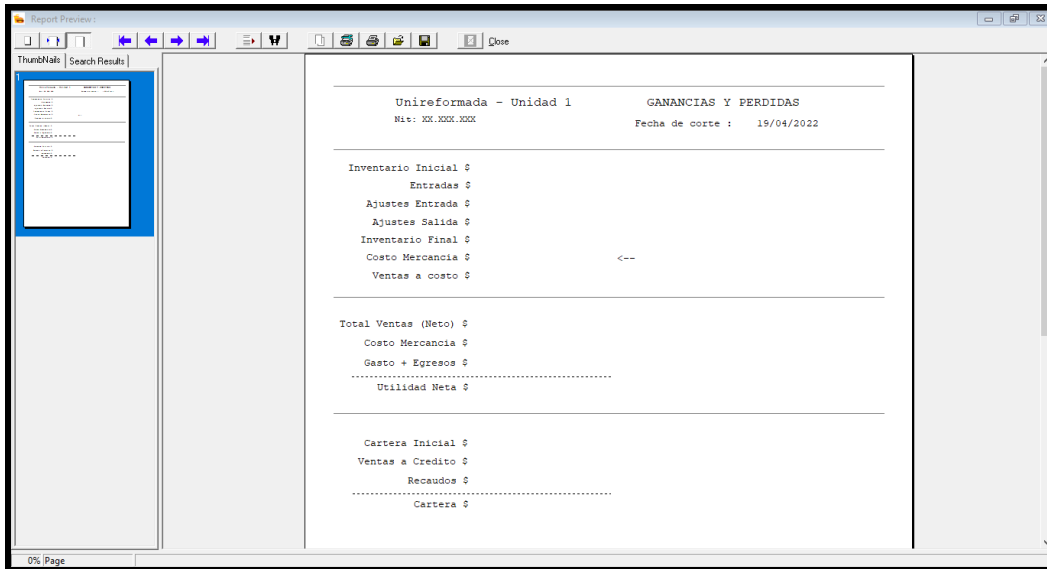 Report Preview :
Close
ThumbNails Search Results
1
Unireformada - Unidad 1 GANANCIAS Y PERDIDAS
Nit: XX.XXX.XXX Fecha de corte : 19/04/2022
Inventario Inicial $
Entradas $
Ajustes Entrada $
Ajustes Salida $
Inventario Final $
Costo Mercancia $ <--
Ventas a costo $
Total Ventas (Neto) $
Costo Mercancia $
Gasto + Egresos $
Utilidad Neta $
Cartera Inicial $
Ventas a Credito $
Recaudos $
Cartera $
0% Page